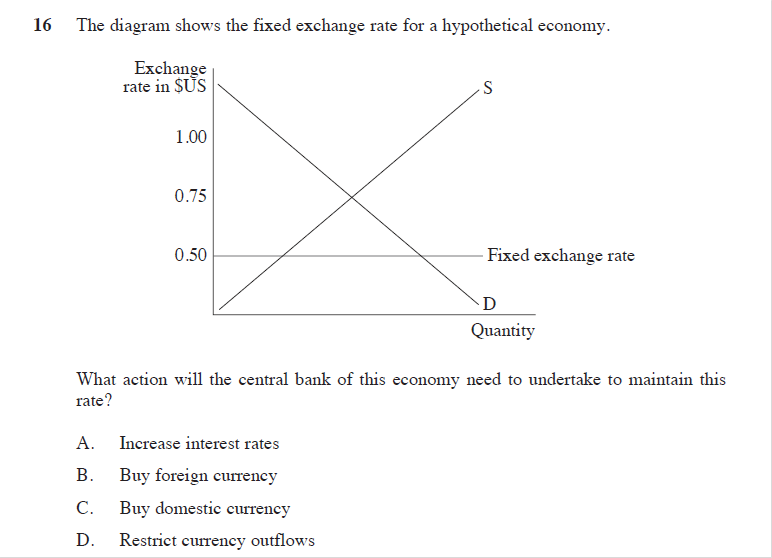 16 The diagram shows the fixed exchange rate for a hypothetical economy.
Exchange
rate in $US
S
1.00
0.75
0.50
Fixed exchange rate
D
Quantity
What action will the central bank of this economy need to undertake to maintain this
rate?
A. Increase interest rates
B. Buy foreign currency
C. Buy domestic currency
D. Restrict currency outflows